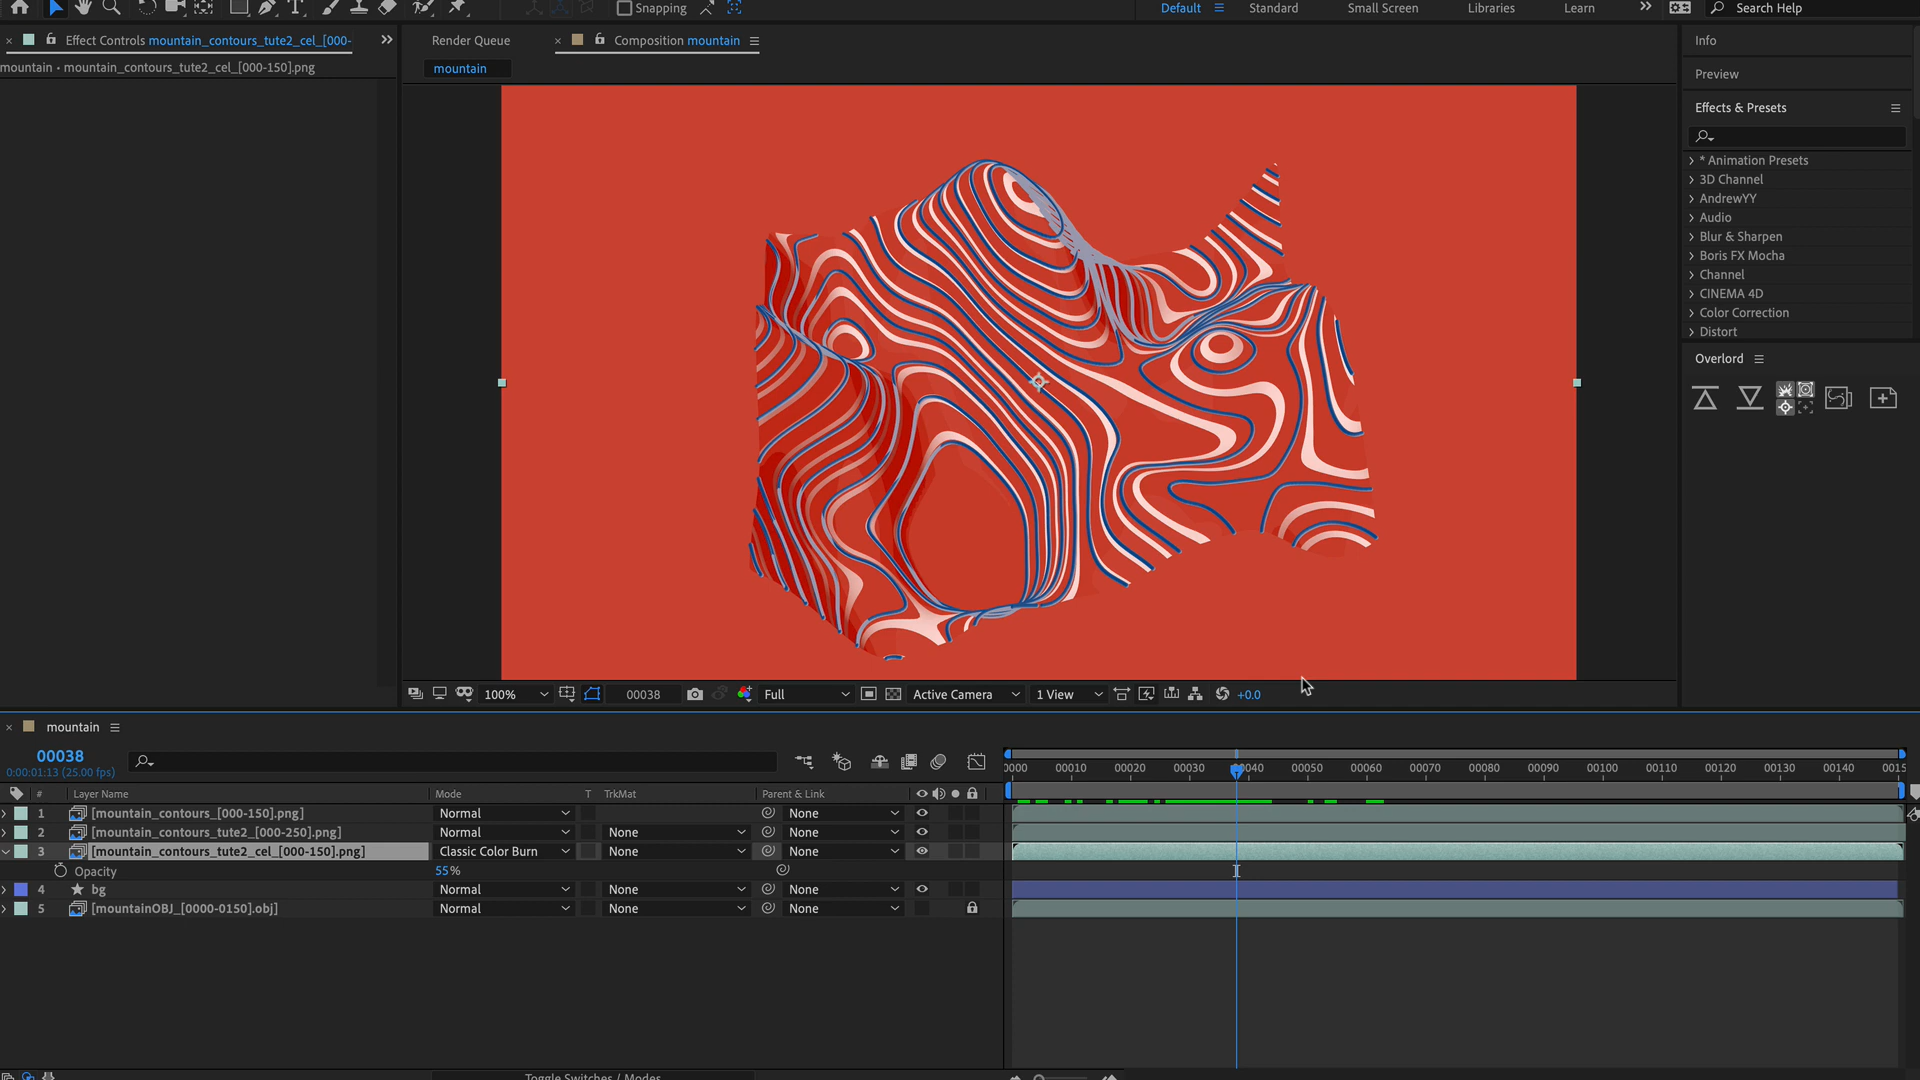 Snapping
Default
Standard
Small Screen
Libraries
Learn
Search Help
Effect Controls mountain_contours_tute2_cel_[000-
mountain • mountain_contours_tute2_cel_[000-150].png
Render Queue
Composition mountain
mountain
Info
Preview
Effects & Presets
* Animation Presets
3D Channel
AndrewYY
Audio
Blur & Sharpen
Boris FX Mocha
Channel
CINEMA 4D
Color Correction
Distort
Overlord
100%
00038
Full
Active Camera
1 View
+0.0
mountain
00038
0:00:01:13 (25.00 fps)
0000 00010 00020 00030 00040 00050 00060 00070 00080 00090 00100 00110 00120 00130 00140 0015
# Layer Name Mode T TrkMat Parent & Link
1 [mountain_contours_[000-150].png] Normal None
2 [mountain_contours_tute2_[000-250].png] Normal None None
3 [mountain_contours_tute2_cel_[000-150].png] Classic Color Burn None None
Opacity 55%
4 bg Normal None None
5 [mountainOBJ_[0000-0150].obj] Normal None None
Toggle Switches / Modes